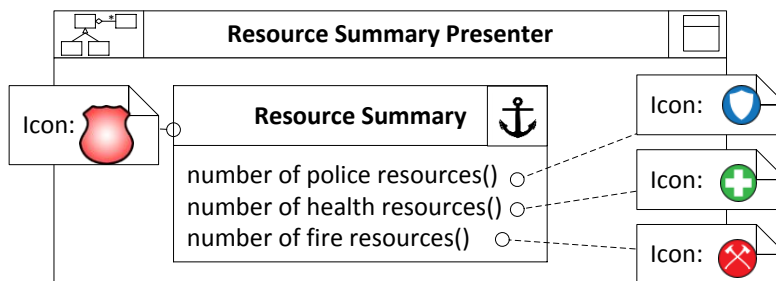 *
Resource Summary Presenter
Icon:
Resource Summary
Icon:
number of police resources()
number of health resources()
Icon:
number of fire resources()
Icon: